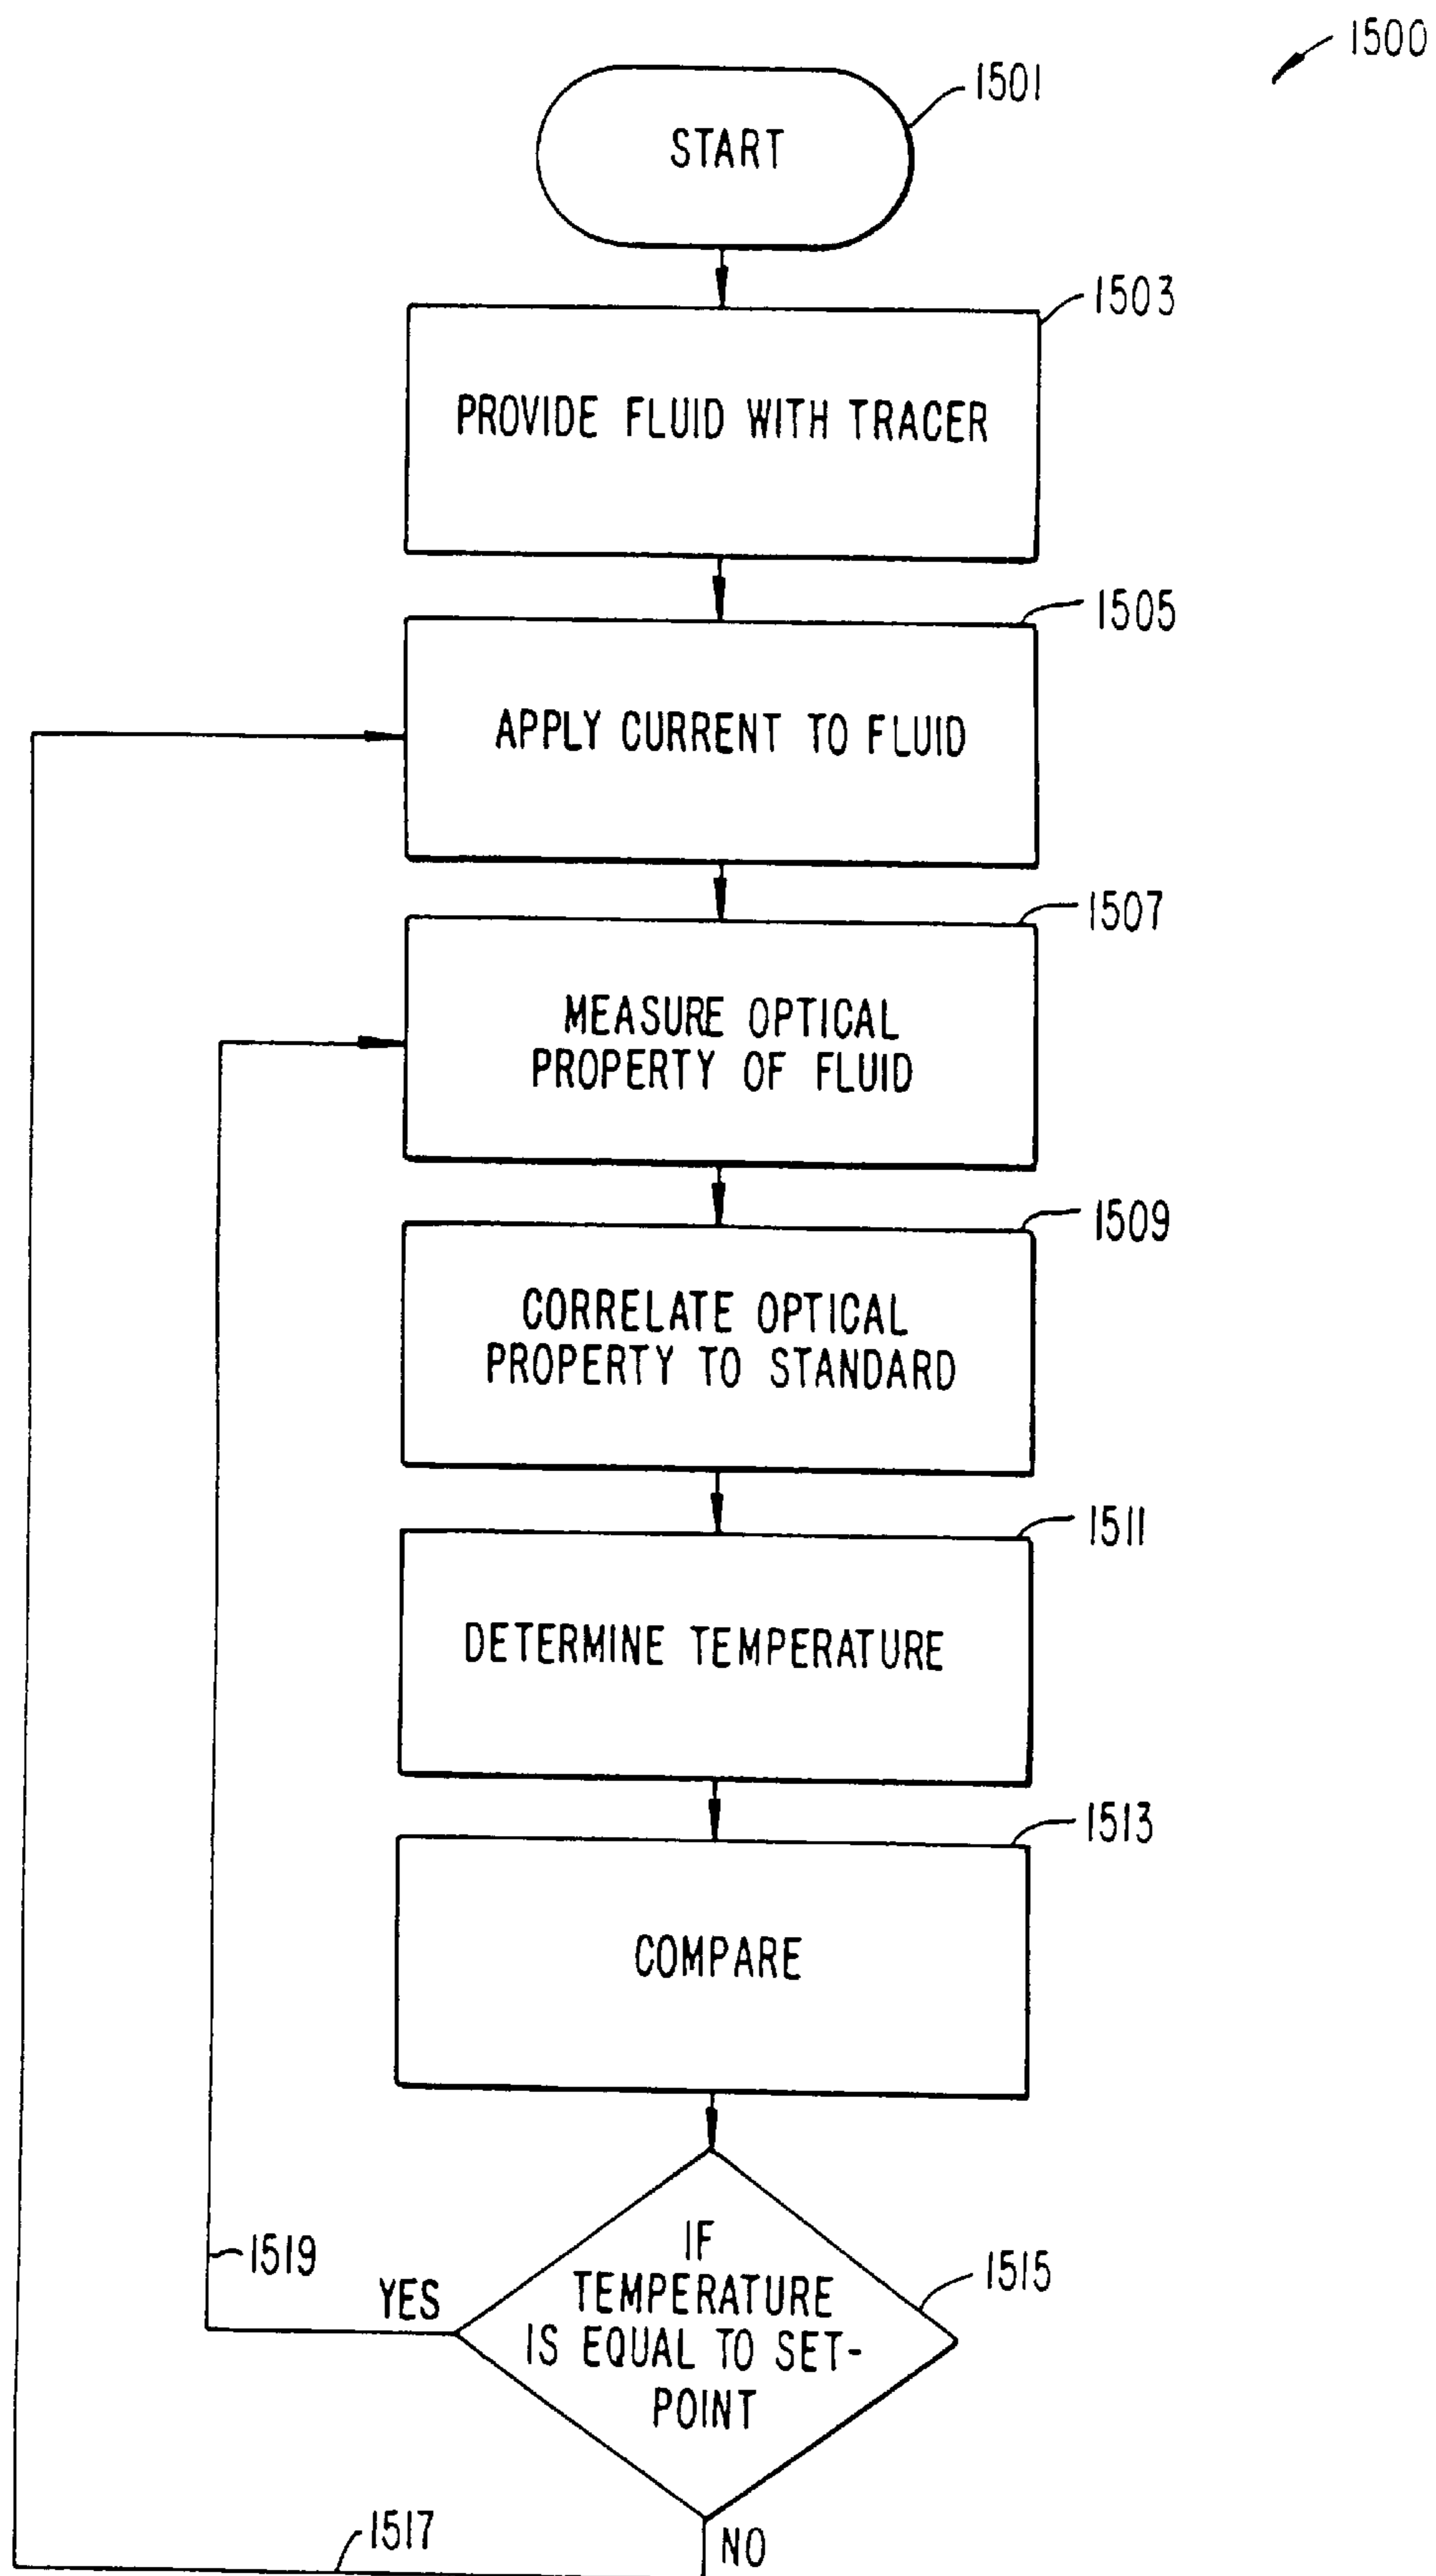 1500
1501
START
1503
PROVIDE FLUID WITH TRACER
1505
APPLY CURRENT TO FLUID
1507
MEASURE OPTICAL
PROPERTY OF FLUID
1509
CORRELATE OPTICAL
PROPERTY TO STANDARD
1511
DETERMINE TEMPERATURE
1513
COMPARE
1519
YES
IF
TEMPERATURE
IS EQUAL TO SET-
POINT
1515
1517
NO